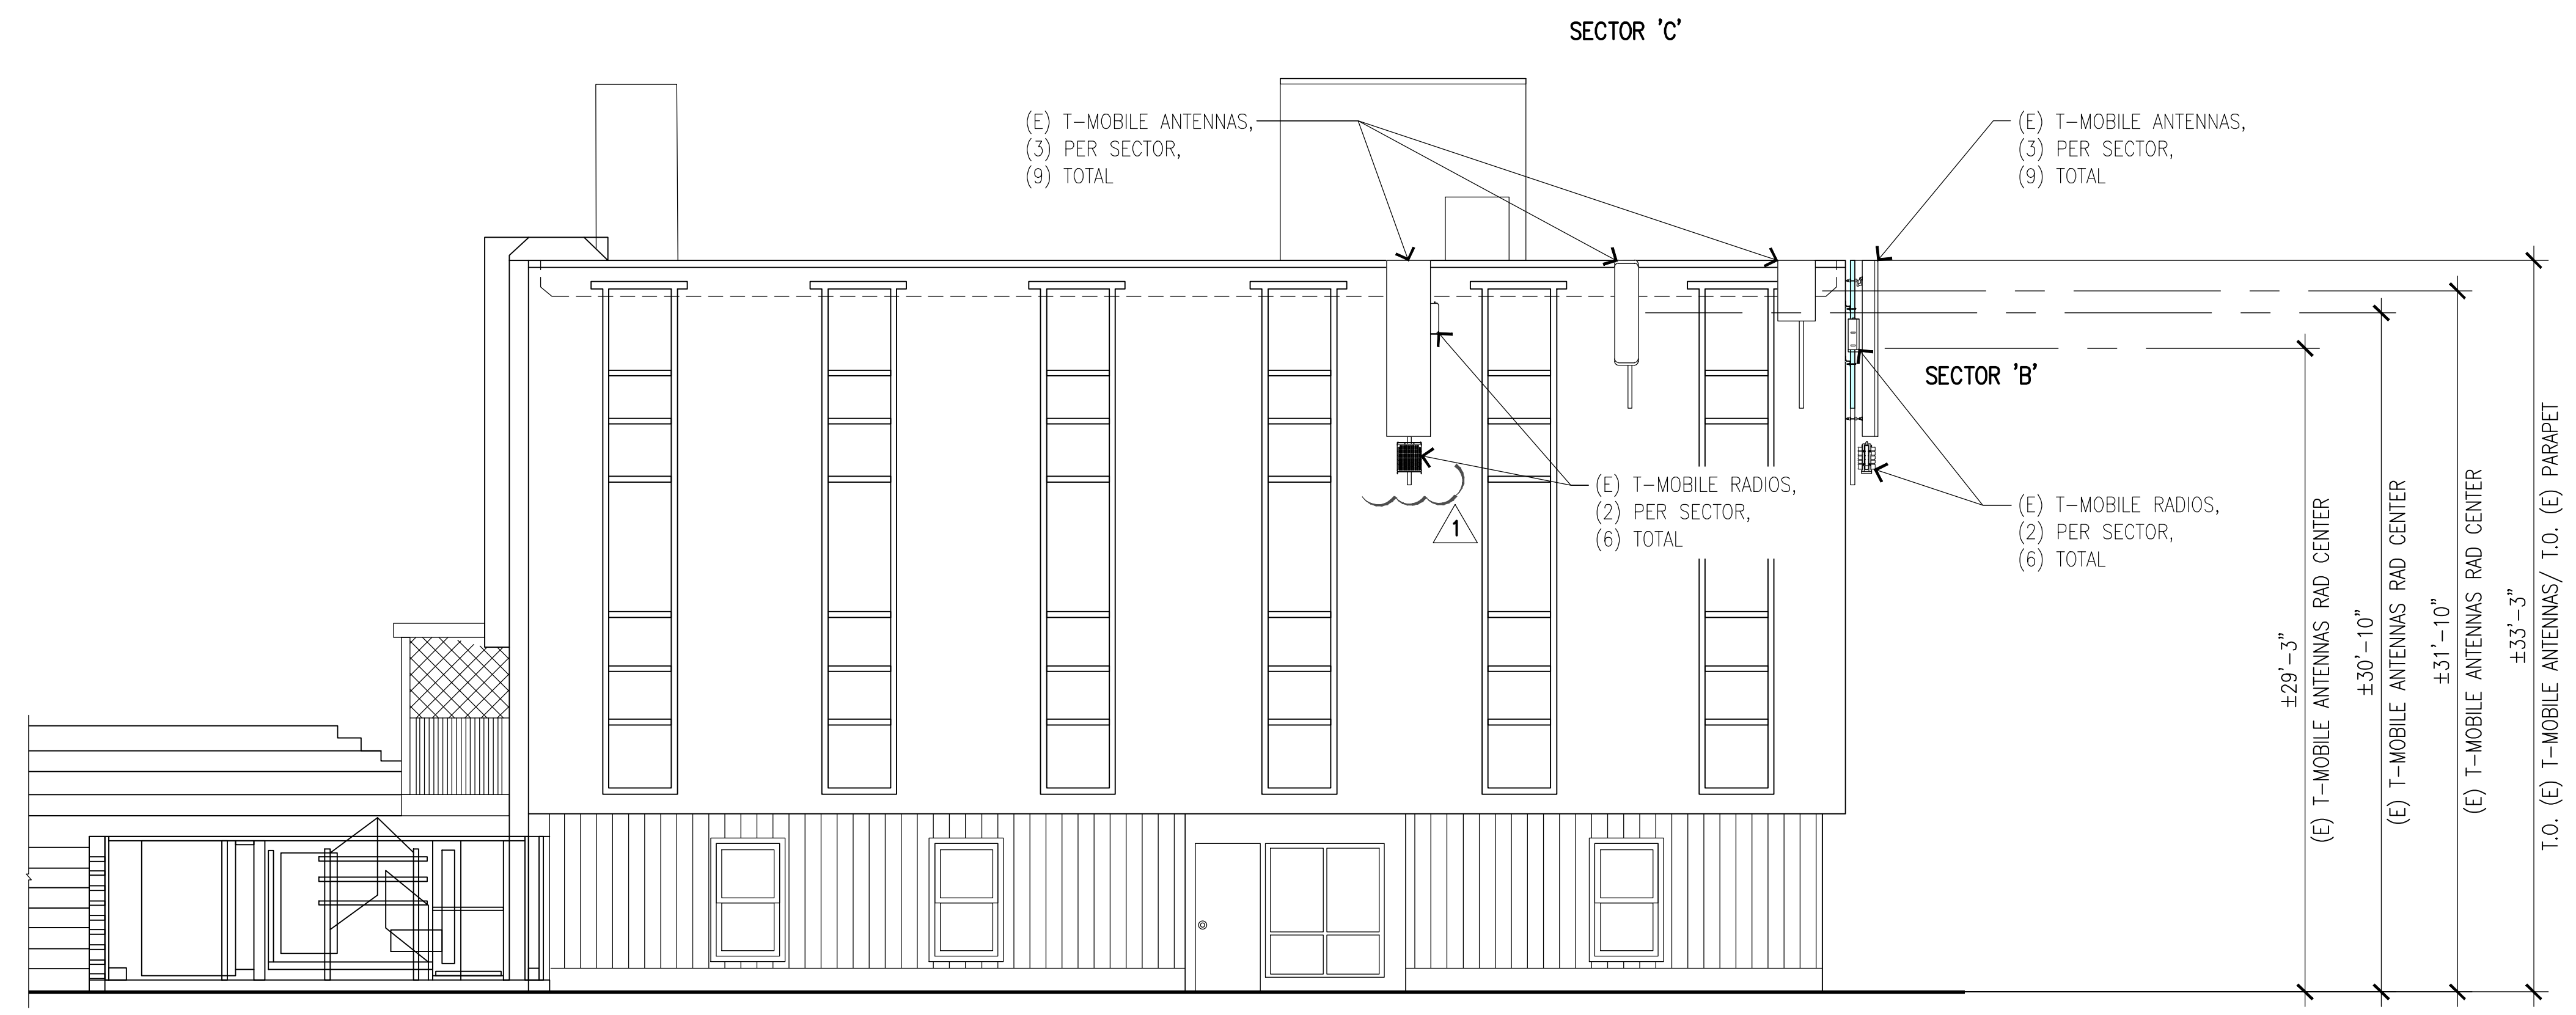 SECTOR 'C'
(E) T-MOBILE ANTENNAS,
(3) PER SECTOR,
(9) TOTAL
(E) T-MOBILE ANTENNAS,
(3) PER SECTOR,
(9) TOTAL
SECTOR 'B'
(E) T-MOBILE RADIOS,
(2) PER SECTOR,
(6) TOTAL
1
(E) T-MOBILE RADIOS,
(2) PER SECTOR,
(6) TOTAL
±29'-3"
(E) T-MOBILE ANTENNAS RAD CENTER
±30'-10"
(E) T-MOBILE ANTENNAS RAD CENTER
±31'-10"
(E) T-MOBILE ANTENNAS RAD CENTER
±33'-3"
T.O. (E) T-MOBILE ANTENNAS/ T.O. (E) PARAPET